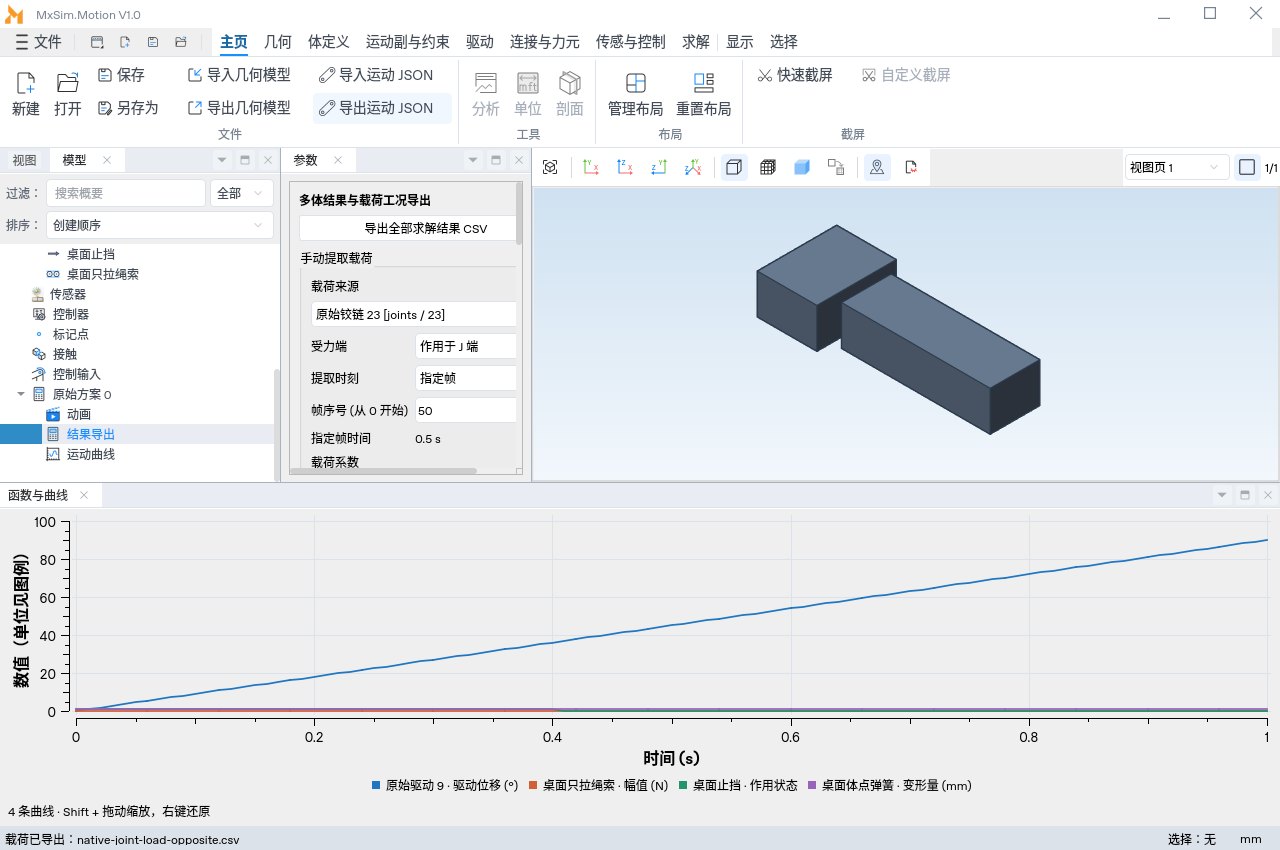 MxSim.Motion V1.0
文件
主页 几何 体定义 运动副与约束 驱动 连接与力元 传感与控制 求解 显示 选择
新建 打开 保存 另存为 导入几何模型 导出几何模型 导入运动 JSON 导出运动 JSON
文件
分析 单位 剖面
mft
工具
管理布局 重置布局
布局
快速截屏 自定义截屏
截屏
视图 模型
过滤： 搜索概要 全部
排序： 创建顺序
桌面止挡
桌面只拉绳索
传感器
控制器
标记点
接触
控制输入
原始方案 0
动画
结果导出
运动曲线
参数
多体结果与载荷工况导出
导出全部求解结果 CSV
手动提取载荷
载荷来源
原始铰链 23 [joints / 23]
受力端 作用于 J 端
提取时刻 指定帧
帧序号 (从 0 开始) 50
指定帧时间 0.5 s
载荷系数
视图页 1 1/1
函数与曲线
数值（单位见图例）
100
80
60
40
20
0
0 0.2 0.4 0.6 0.8 1
时间 (s)
原始驱动 9 · 驱动位移 (°) 桌面只拉绳索 · 幅值 (N) 桌面止挡 · 作用状态 桌面体点弹簧 · 变形量 (mm)
4 条曲线 · Shift + 拖动缩放，右键还原
载荷已导出：native-joint-load-opposite.csv
选择：无 mm